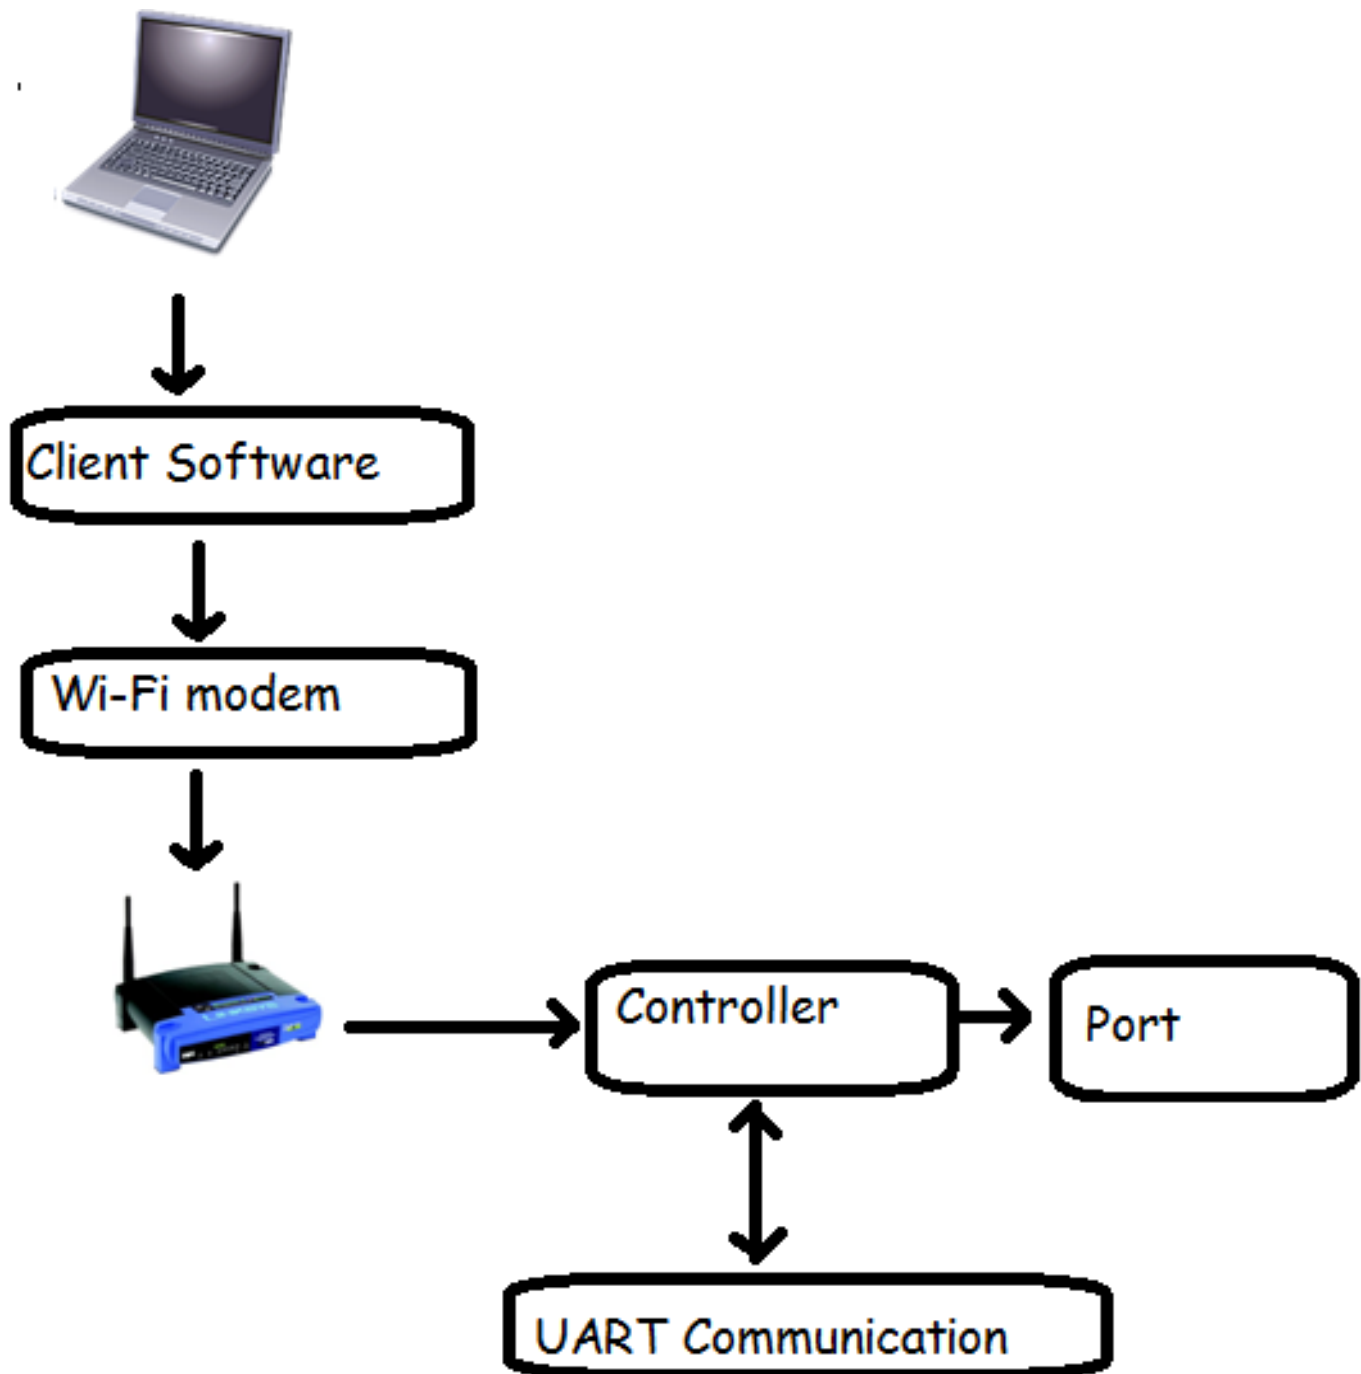 Client Software
Wi-Fi modem
Controller
Port
UART Communication